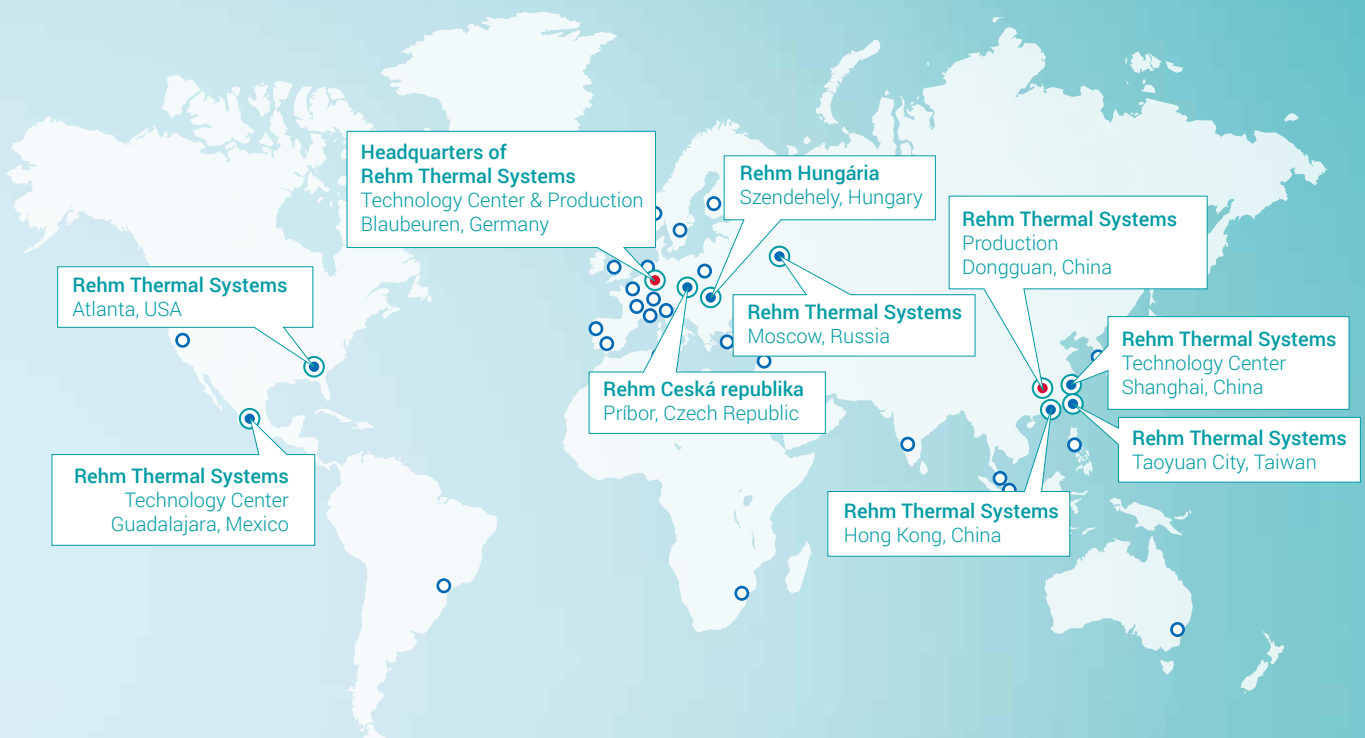 Headquarters of
Rehm Thermal Systems
Technology Center & Production
Blaubeuren, Germany
Rehm Hungária
Szendehely, Hungary
Rehm Thermal Systems
Production
Dongguan, China
Rehm Thermal Systems
Atlanta, USA
Rehm Thermal Systems
Moscow, Russia
Rehm Thermal Systems
Technology Center
Shanghai, China
Rehm Ceská republika
Príbor, Czech Republic
Rehm Thermal Systems
Taoyuan City, Taiwan
Rehm Thermal Systems
Technology Center
Guadalajara, Mexico
Rehm Thermal Systems
Hong Kong, China